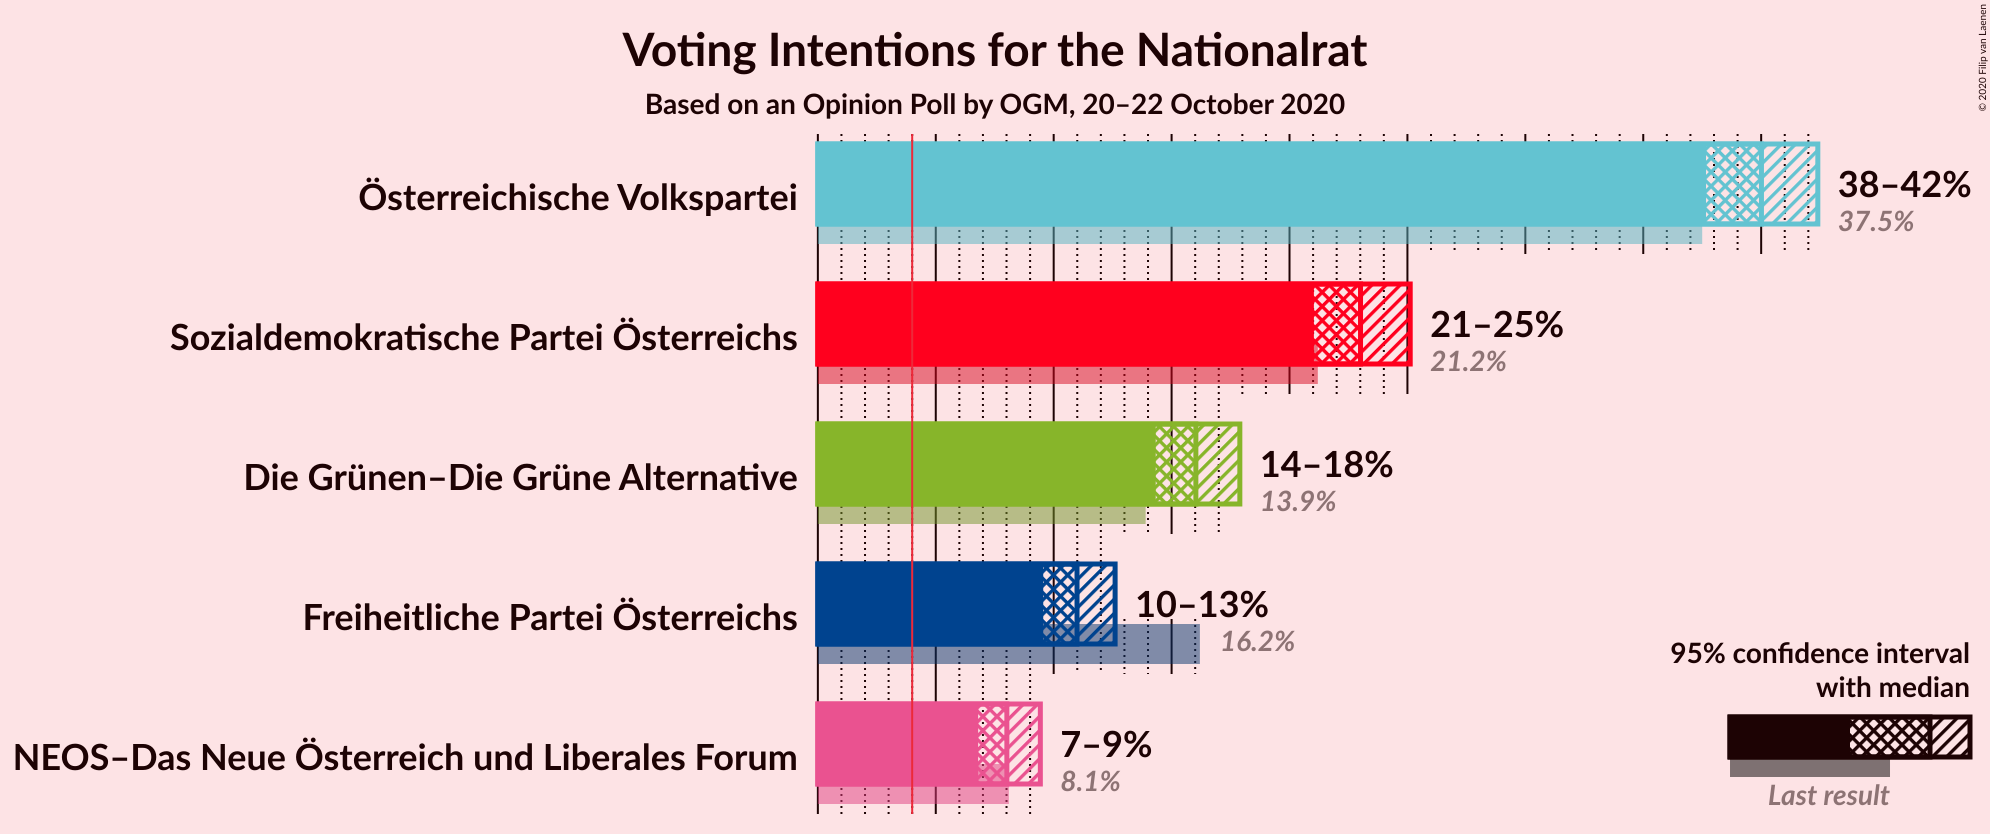 Voting Intentions for the Nationalrat
Based on an Opinion Poll by OGM, 20–22 October 2020
© 2020 Filip van Laenen
Österreichische Volkspartei
38–42%
37.5%
Sozialdemokratische Partei Österreichs
21–25%
21.2%
Die Grünen–Die Grüne Alternative
14–18%
13.9%
Freiheitliche Partei Österreichs
10–13%
16.2%
NEOS–Das Neue Österreich und Liberales Forum
7–9%
8.1%
95% confidence interval
with median
Last result